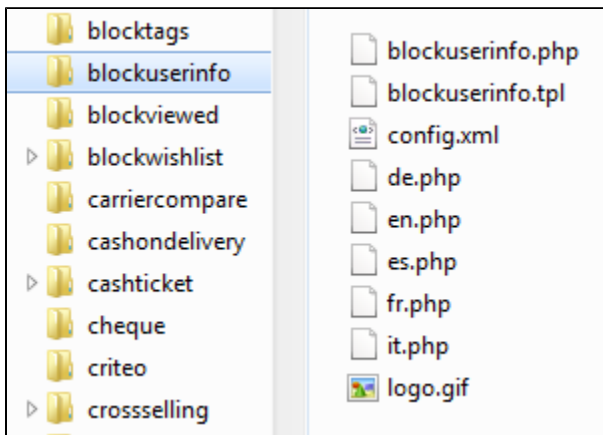 blocktags
blockuserinfo
blockviewed
blockwishlist
carriercompare
cashondelivery
cashticket
cheque
criteo
crossselling
blockuserinfo.php
blockuserinfo.tpl
config.xml
de.php
en.php
es.php
fr.php
it.php
logo.gif